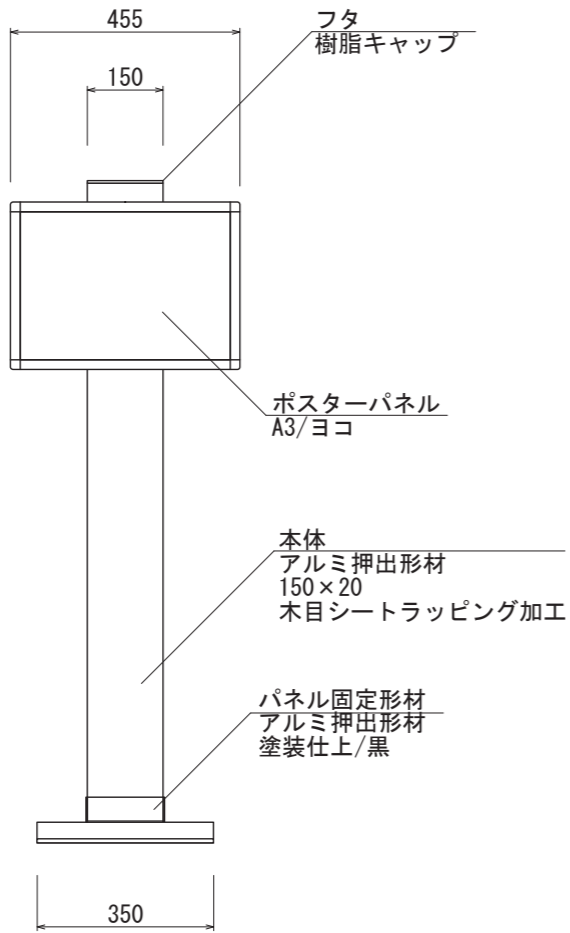 455
フタ
樹脂キャップ
150
ポスターパネル
A3/ヨコ
本体
アルミ押出形材
150×20
木目シートラッピング加工
パネル固定形材
アルミ押出形材
塗装仕上/黒
350